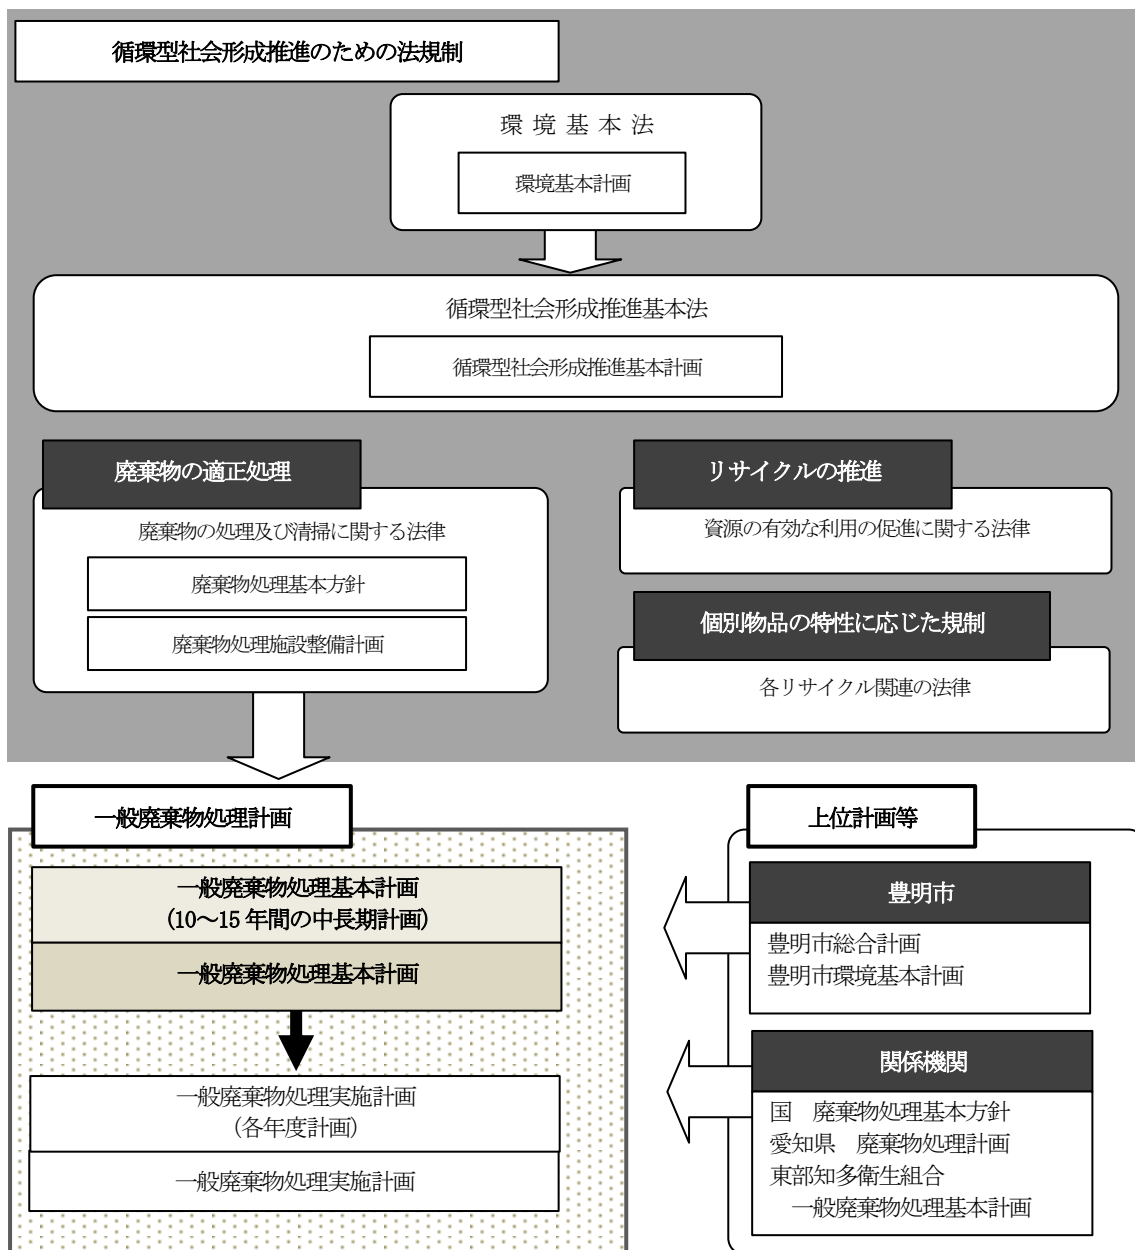 循環型社会形成推進のための法規制
環境基本法
環境基本計画
循環型社会形成推進基本法
循環型社会形成推進基本計画
廃棄物の適正処理
廃棄物の処理及び清掃に関する法律
廃棄物処理基本方針
廃棄物処理施設整備計画
リサイクルの推進
資源の有効な利用の促進に関する法律
個別物品の特性に応じた規制
各リサイクル関連の法律
一般廃棄物処理計画
一般廃棄物処理基本計画
(10～15年間の中長期計画)
一般廃棄物処理基本計画
一般廃棄物処理実施計画
(各年度計画)
一般廃棄物処理実施計画
上位計画等
豊明市
豊明市総合計画
豊明市環境基本計画
関係機関
国　廃棄物処理基本方針
愛知県　廃棄物処理計画
東部知多衛生組合
一般廃棄物処理基本計画